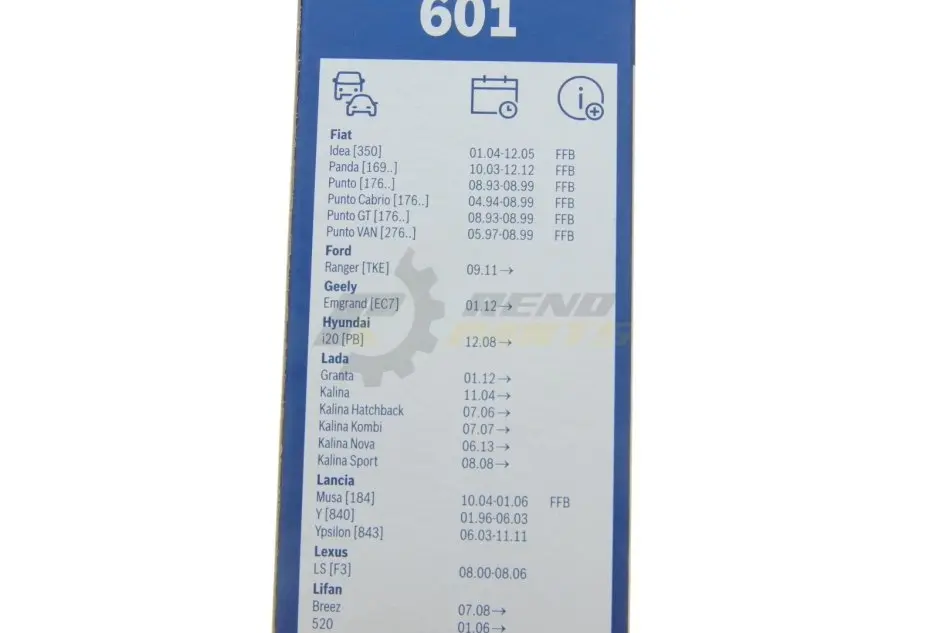 601
Fiat
Idea [350] 01.04-12.05 FFB
Panda [169..] 10.03-12.12 FFB
Punto [176..] 08.93-08.99 FFB
Punto Cabrio [176..] 04.94-08.99 FFB
Punto GT [176..] 08.93-08.99 FFB
Punto VAN [276..] 05.97-08.99 FFB
Ford
Ranger [TKE] 09.11→
Geely
Emgrand [EC7] 01.12→
REND
PARTS
Hyundai
i20 [PB] 12.08→
Lada
Granta 01.12→
Kalina 11.04→
Kalina Hatchback 07.06→
Kalina Kombi 07.07→
Kalina Nova 06.13→
Kalina Sport 08.08→
Lancia
Musa [184] 10.04-01.06 FFB
Y [840] 01.96-06.03
Ypsilon [843] 06.03-11.11
Lexus
LS [F3] 08.00-08.06
Lifan
Breez 07.08→
520 01.06→